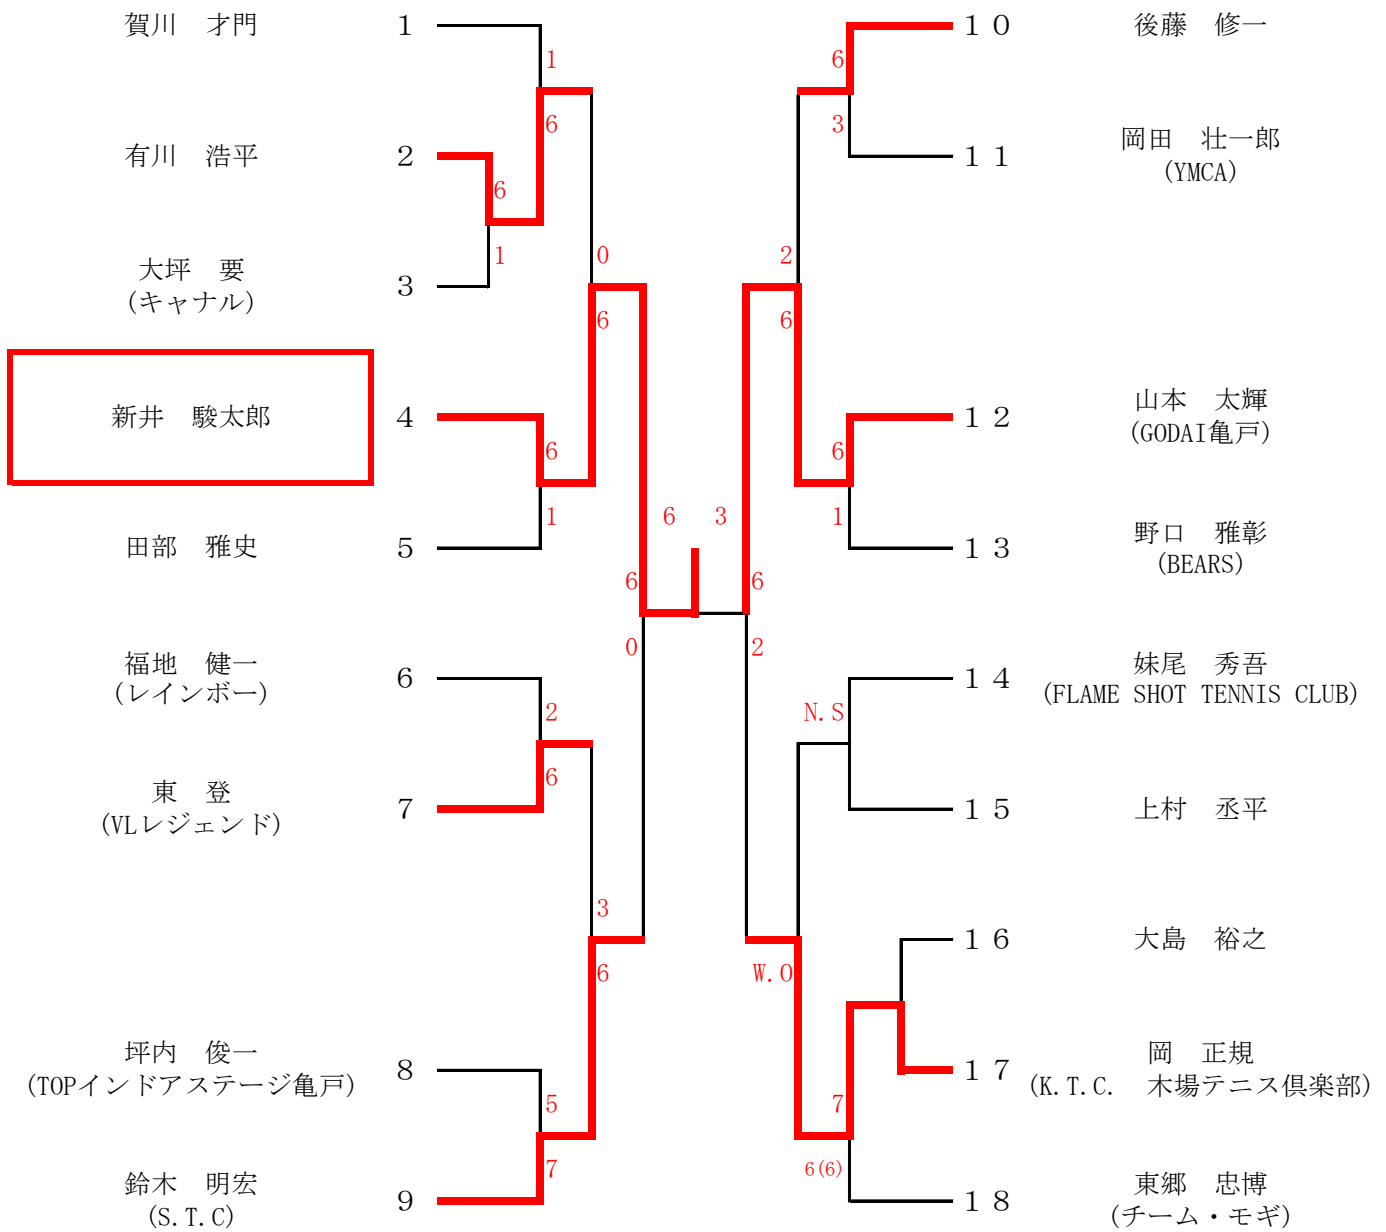 賀川　才門
1
1
6
有川　浩平
2
6
1
大坪　要
(キャナル)
3
0
6
新井　駿太郎
4
6
1
田部　雅史
5
6
0
福地　健一
(レインボー)
6
2
6
東　登
(VLレジェンド)
7
3
6
坪内　俊一
(TOPインドアステージ亀戸)
8
5
7
鈴木　明宏
(S.T.C)
9
6　3
10
後藤　修一
6
3
11
岡田　壮一郎
(YMCA)
2
6
12
山本　太輝
(GODAI亀戸)
6
1
13
野口　雅彰
(BEARS)
6
2
14
妹尾　秀吾
(FLAME SHOT TENNIS CLUB)
N.S
15
上村　丞平
W.O
16
大島　裕之
17
岡　正規
(K.T.C.　木場テニス倶楽部)
7
6(6)
18
東郷　忠博
(チーム・モギ)